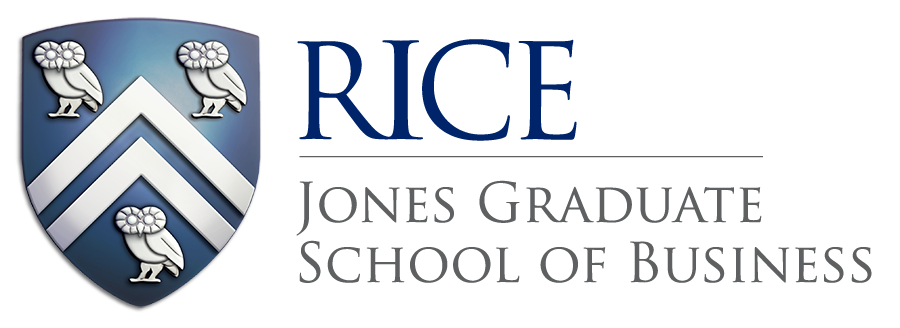 RICE
JONES GRADUATE
SCHOOL OF BUSINESS